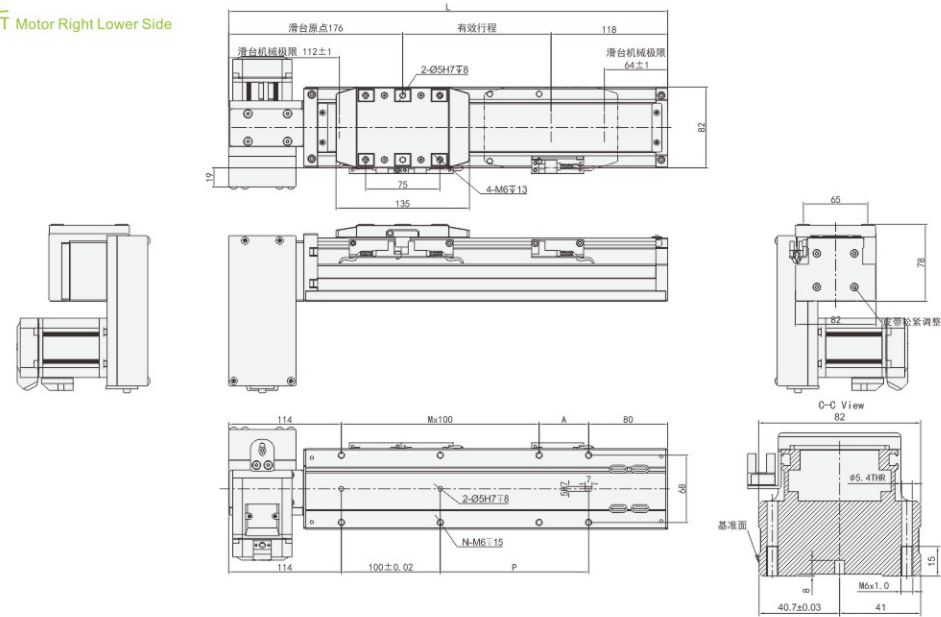 T Motor Right Lower Side
L
滑台原点176
有效行程
118
滑台机械极限 112±1
滑台机械极限
64±1
2-Ø5H7↧8
82
19
75
4-M6↧13
135
65
78
82
皮带松紧调整
C-C View
82
114
Mx100
A
80
Ø5.4THR
5H7
7
68
2-Ø5H7↧8
基准面
N-M6↧15
15
114
100±0.02
P
8
M6x1.0
40.7±0.03
41